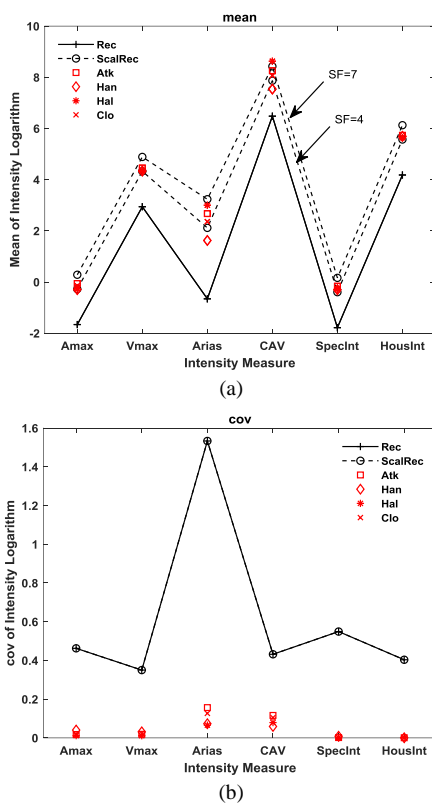 mean
10
8
6
4
2
0
-2
Mean of Intensity Logarithm
Rec
ScalRec
Atk
Han
Hal
Clo
SF=7
SF=4
Amax
Vmax
Arias
CAV
SpecInt
HousInt
Intensity Measure
(a)
cov
1.6
1.4
1.2
1
0.8
0.6
0.4
0.2
0
cov of Intensity Logarithm
Rec
ScalRec
Atk
Han
Hal
Clo
Amax
Vmax
Arias
CAV
SpecInt
HousInt
Intensity Measure
(b)